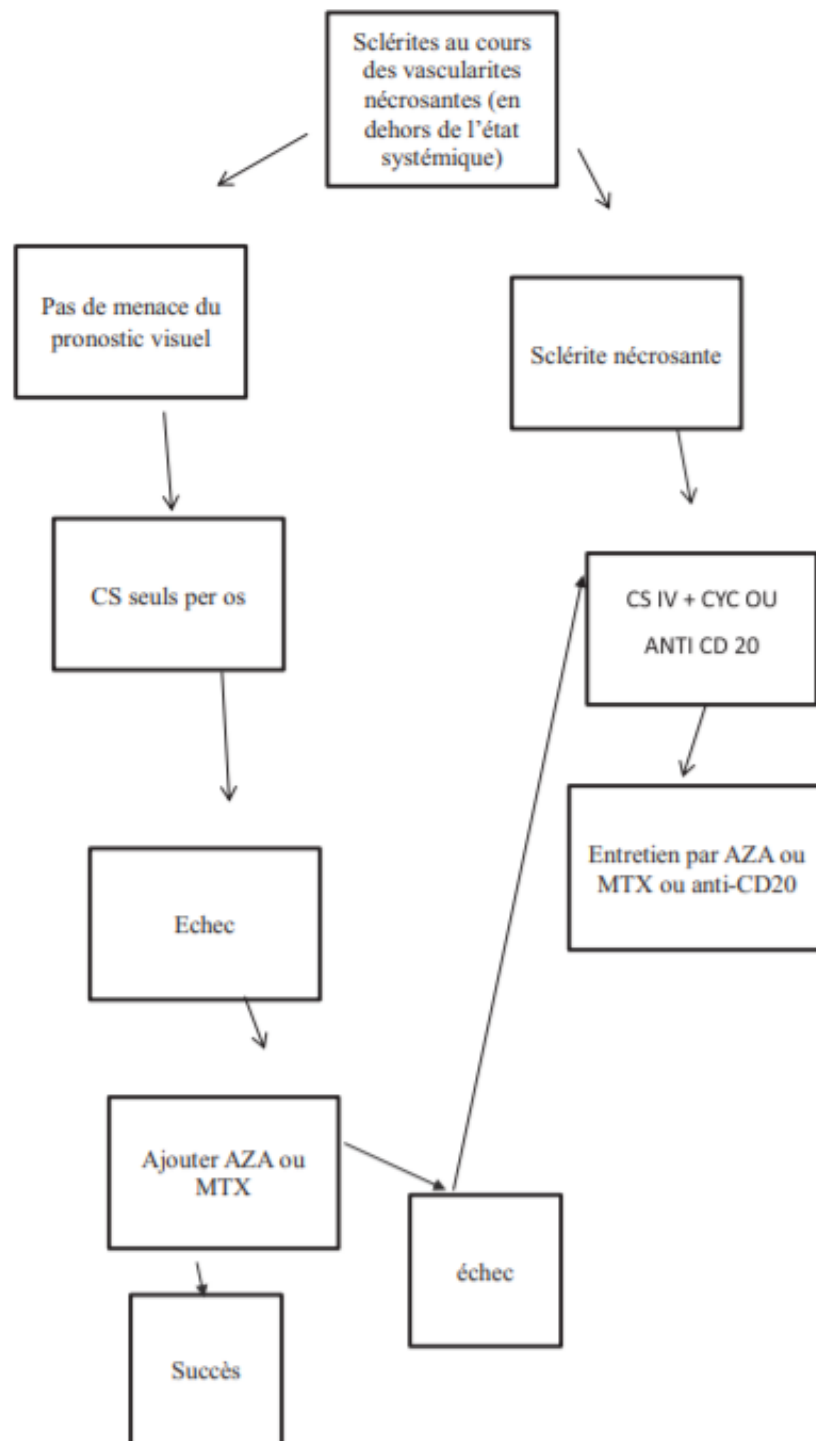 Sclérites au cours
des vascularites
nécrosantes (en
dehors de l'état
systémique)
Pas de menace du
pronostic visuel
Sclérite nécrosante
CS seuls per os
CS IV + CYC OU
ANTI CD 20
Entretien par AZA ou
MTX ou anti-CD20
Echec
Ajouter AZA ou
MTX
échec
Succès